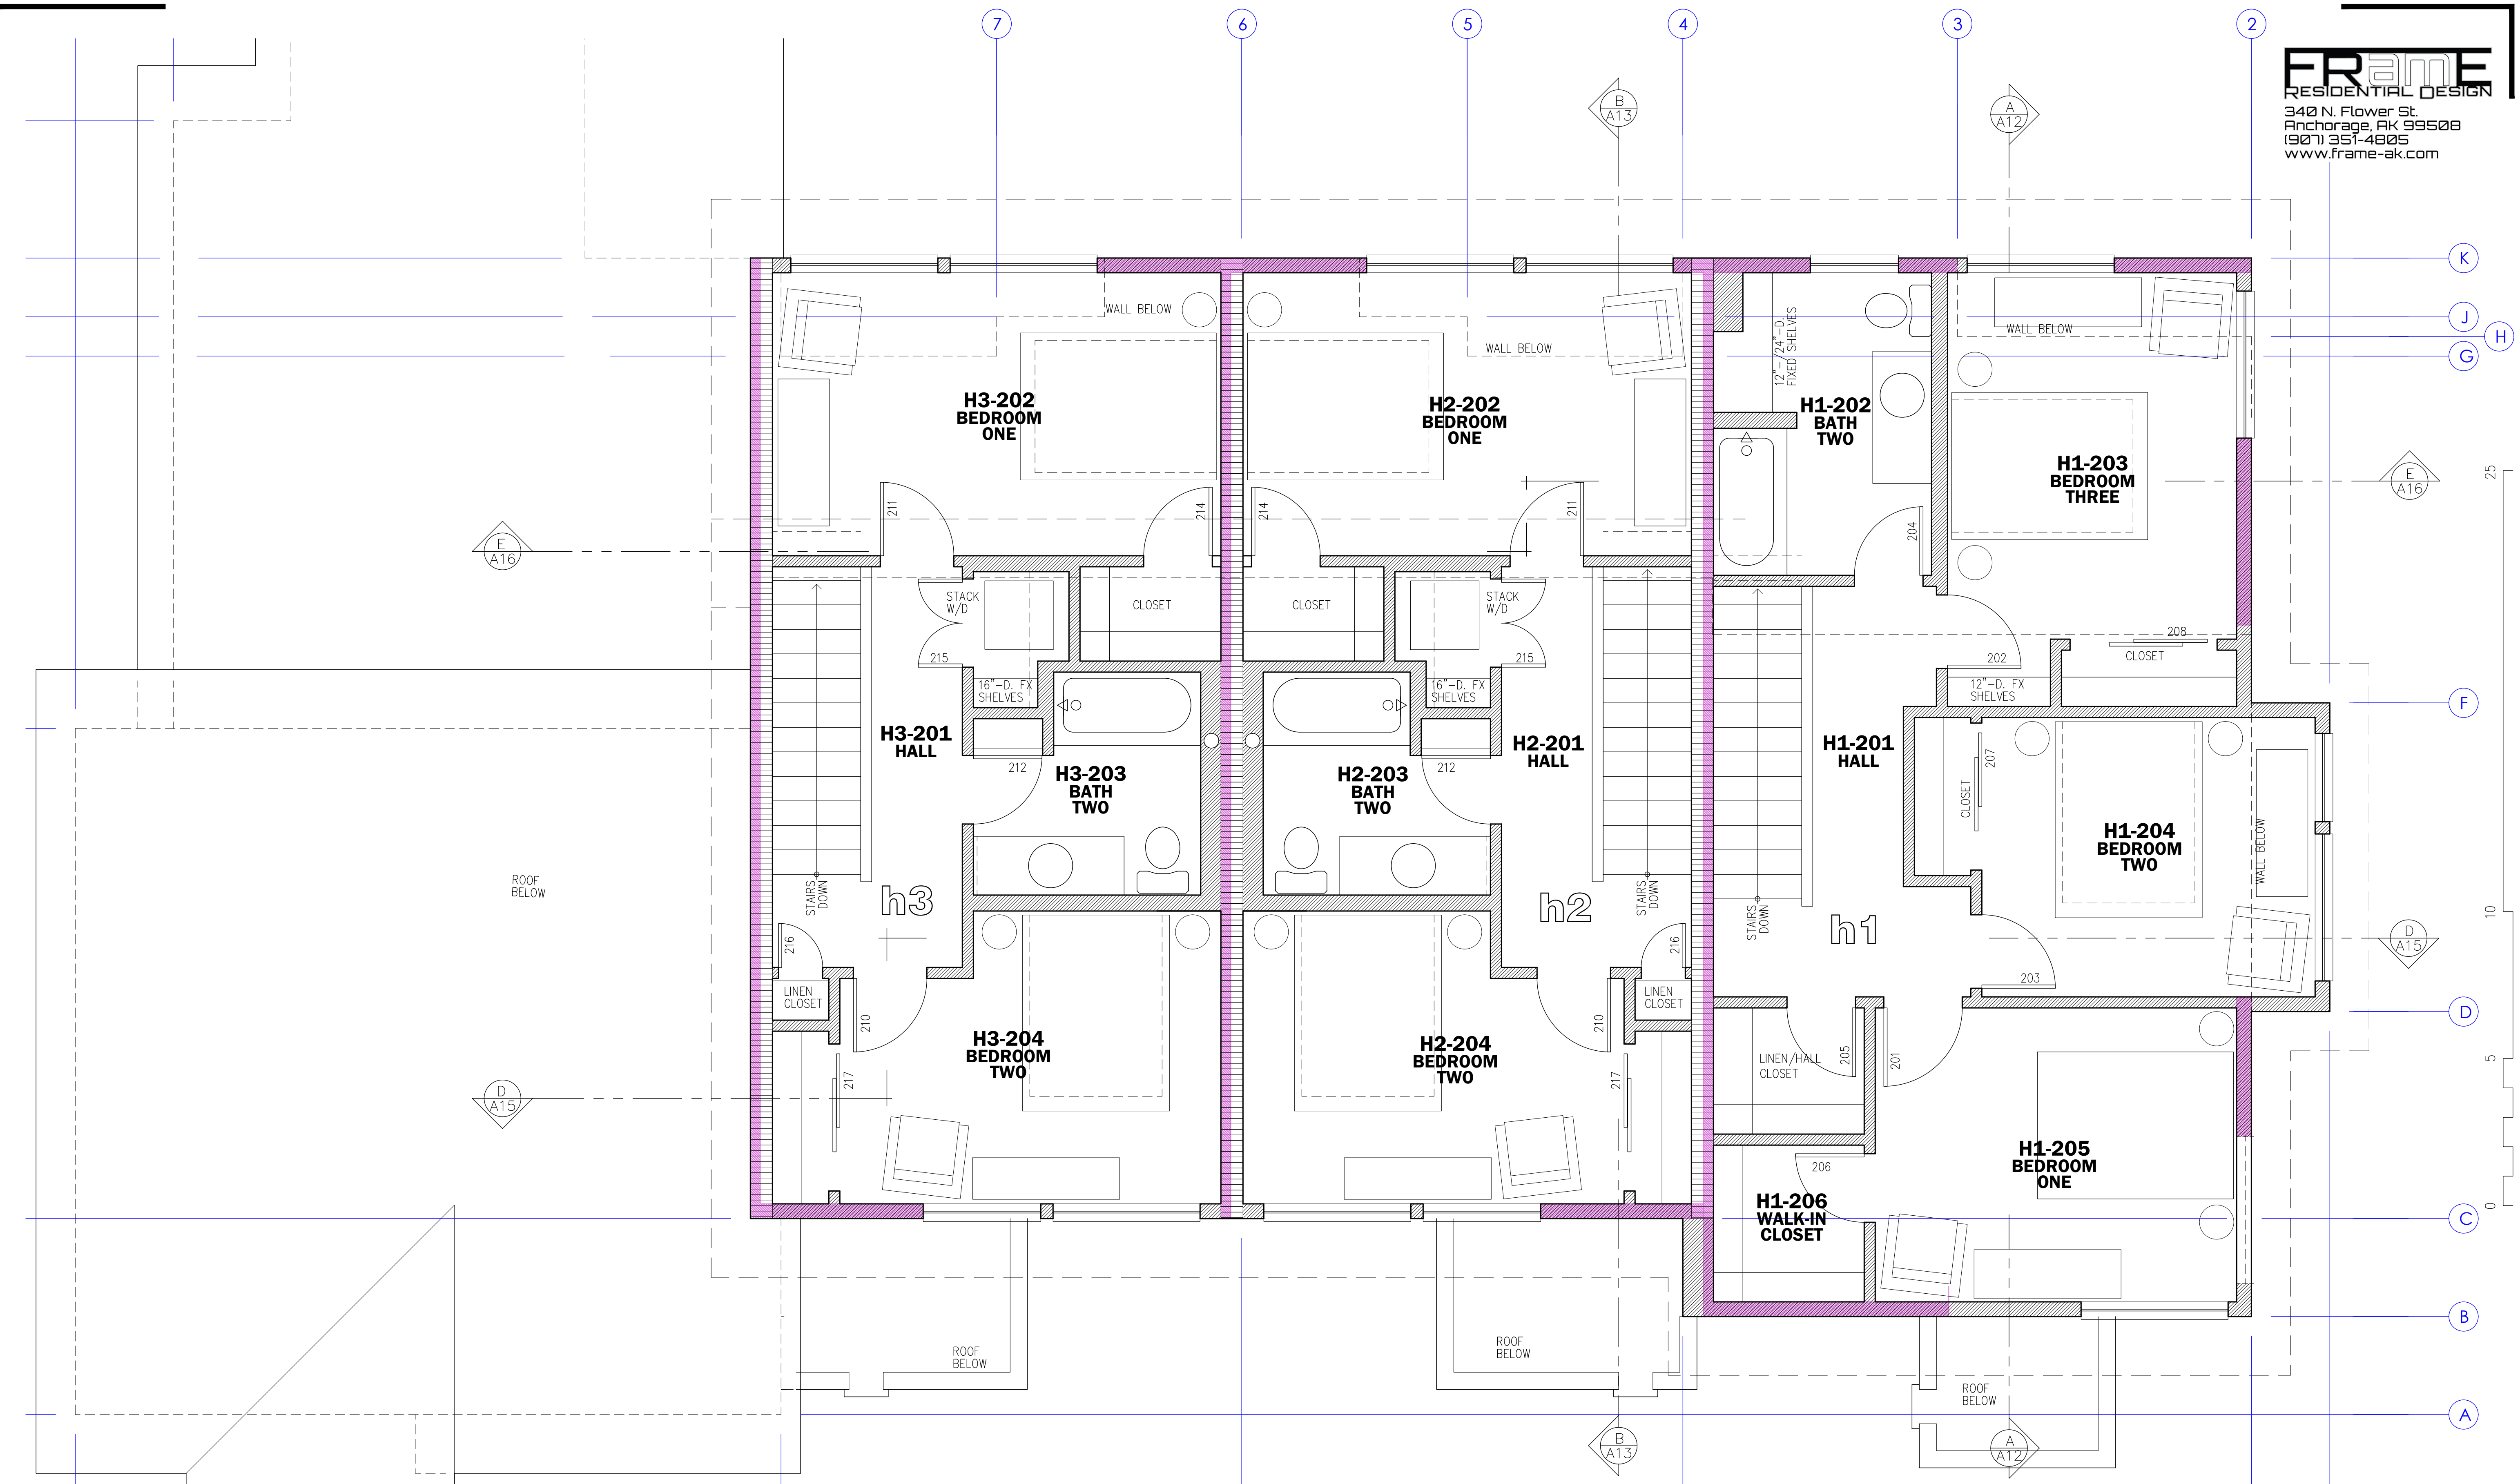 7
6
5
4
3
2
FRamE
RESIDENTIAL DESIGN
340 N. Flower St.
Anchorage, AK 99508
(907) 351-4805
www.frame-ak.com
B
A13
A
A12
K
J
H
G
WALL BELOW
WALL BELOW
12"-/24"-D.
FIXED SHELVES
WALL BELOW
H3-202
BEDROOM
ONE
H2-202
BEDROOM
ONE
H1-202
BATH
TWO
H1-203
BEDROOM
THREE
E
A16
25
211
214
214
211
204
E
A16
STACK
W/D
CLOSET
CLOSET
STACK
W/D
215
215
208
CLOSET
202
16"-D. FX
SHELVES
16"-D. FX
SHELVES
12"-D. FX
SHELVES
F
H3-201
HALL
212
H3-203
BATH
TWO
H2-203
BATH
TWO
212
H2-201
HALL
H1-201
HALL
207
CLOSET
H1-204
BEDROOM
TWO
WALL BELOW
ROOF
BELOW
STAIRS
DOWN
h3
h2
STAIRS
DOWN
STAIRS
DOWN
h1
10
216
216
D
A15
203
LINEN
CLOSET
LINEN
CLOSET
210
210
D
H3-204
BEDROOM
TWO
H2-204
BEDROOM
TWO
LINEN/HALL
CLOSET
205
201
5
217
217
D
A15
206
H1-205
BEDROOM
ONE
H1-206
WALK-IN
CLOSET
0
C
B
ROOF
BELOW
ROOF
BELOW
ROOF
BELOW
A
B
A13
A
A12